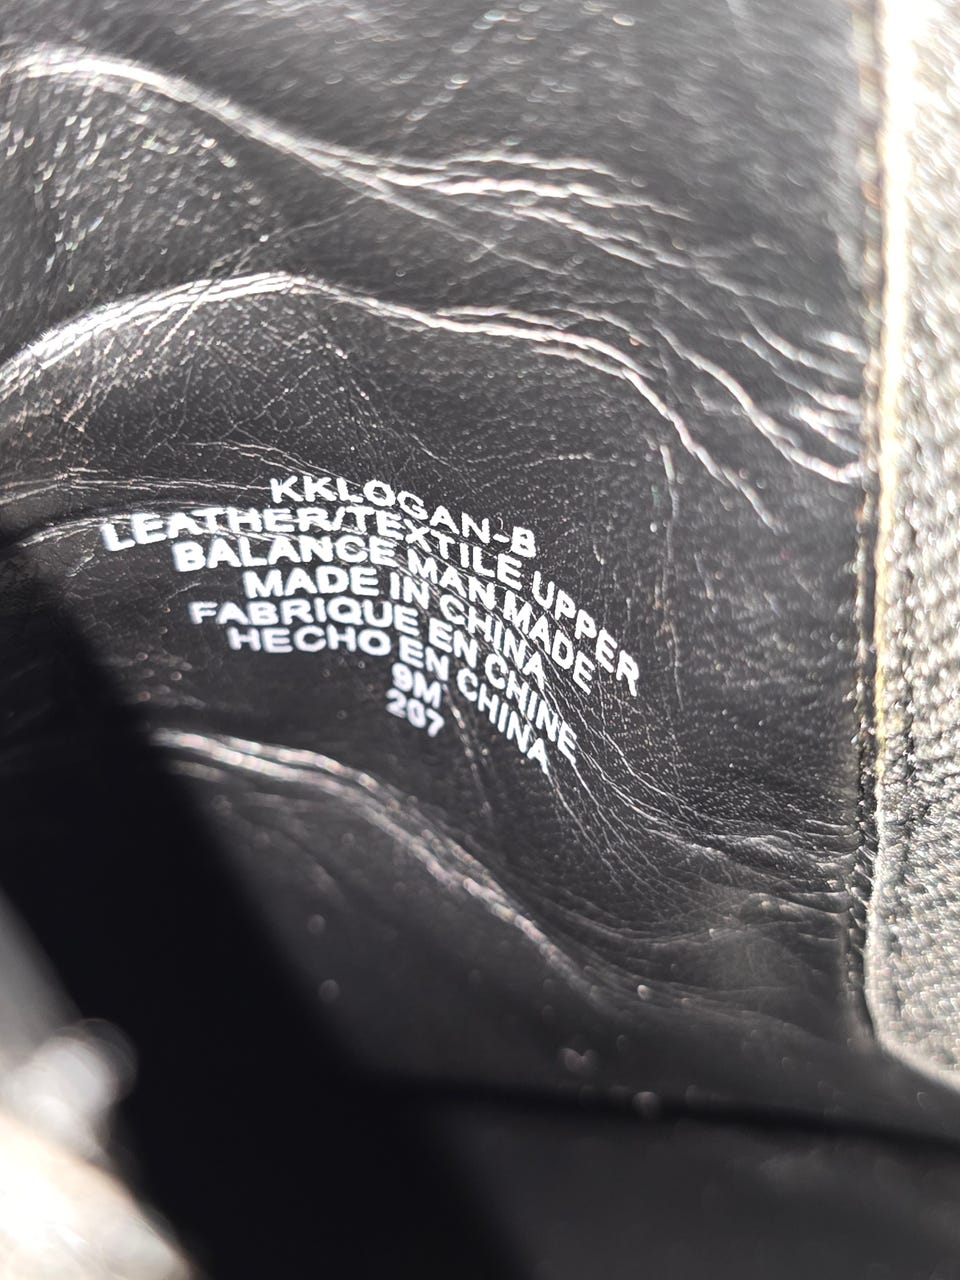 KKLOGAN-B
LEATHER/TEXTILE UPPER
BALANCE MAN MADE
MADE IN CHINA
FABRIQUE EN CHINE
HECHO EN CHINA
9M
207